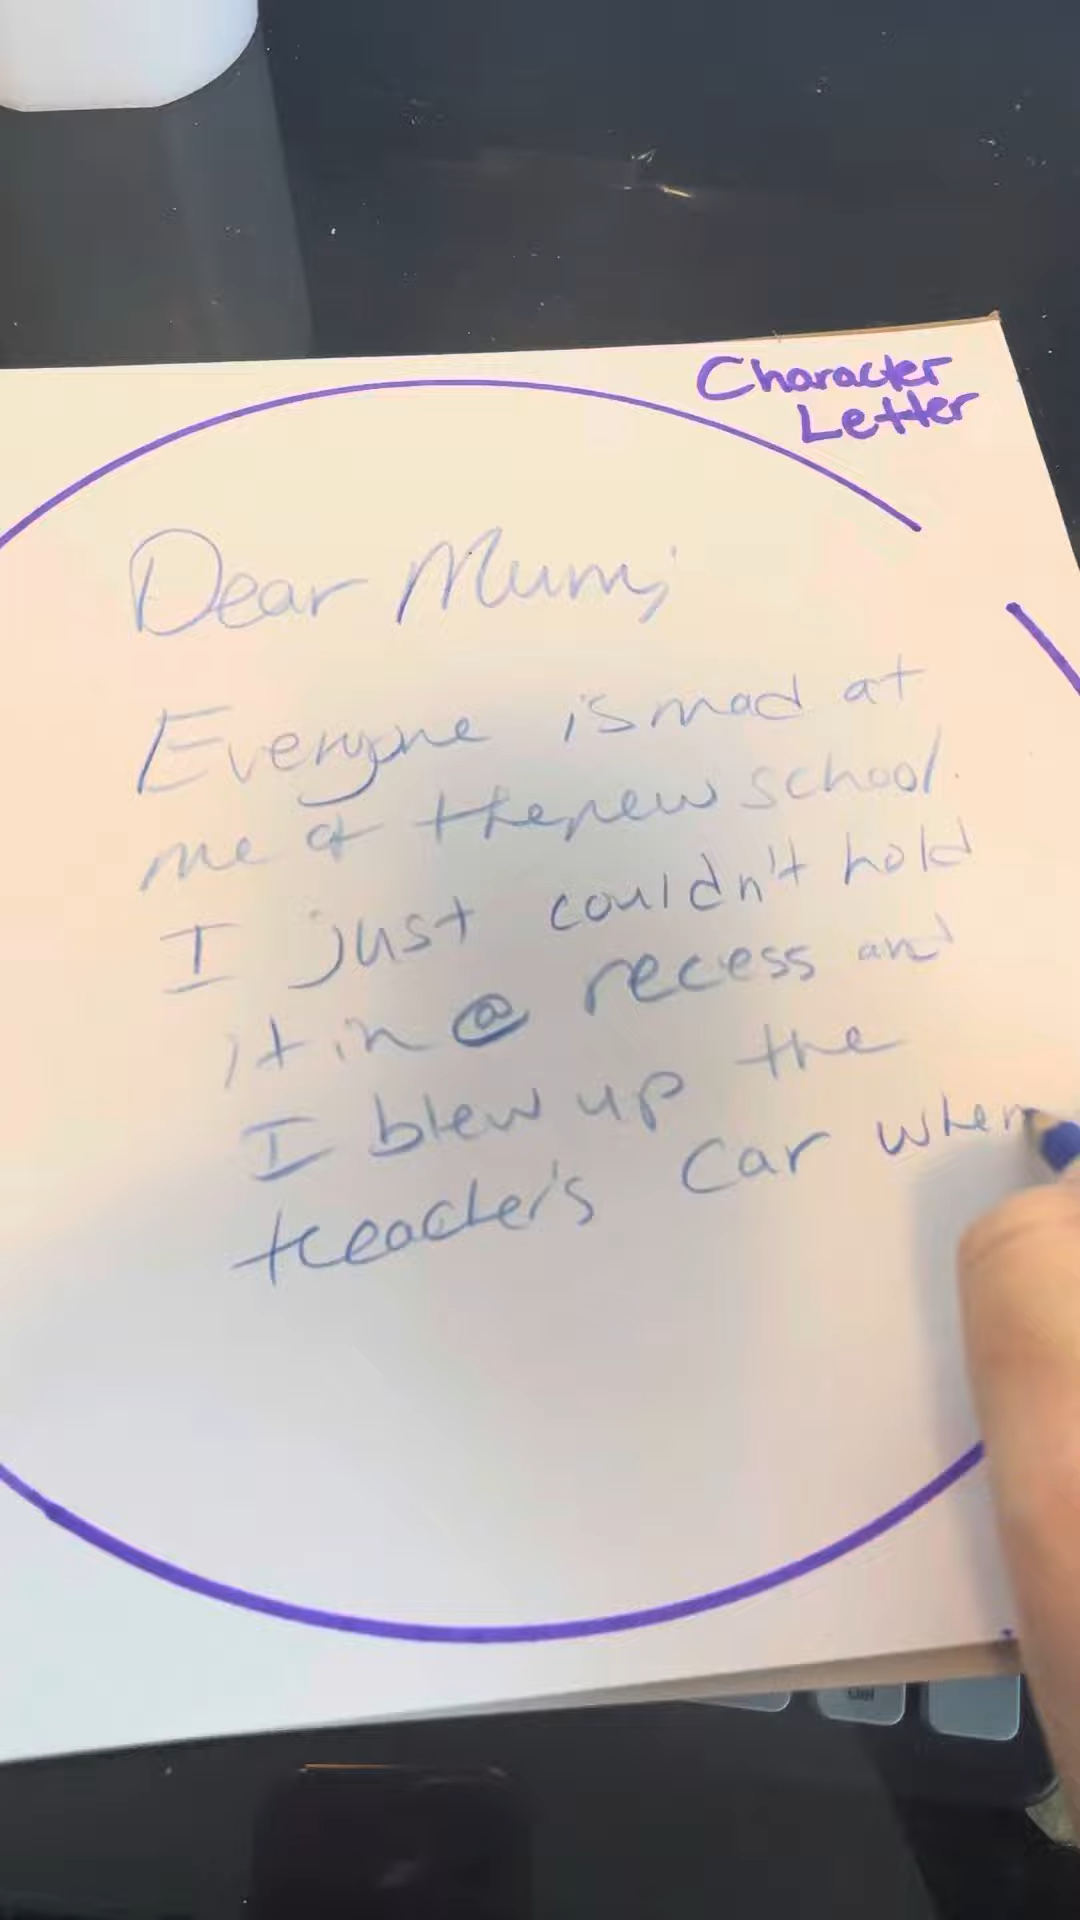 Character
Letter
Dear Mum,
Everyone is mad at
me at the new school.
I just couldn't hold
it in @ recess and
I blew up the
teacher's car when